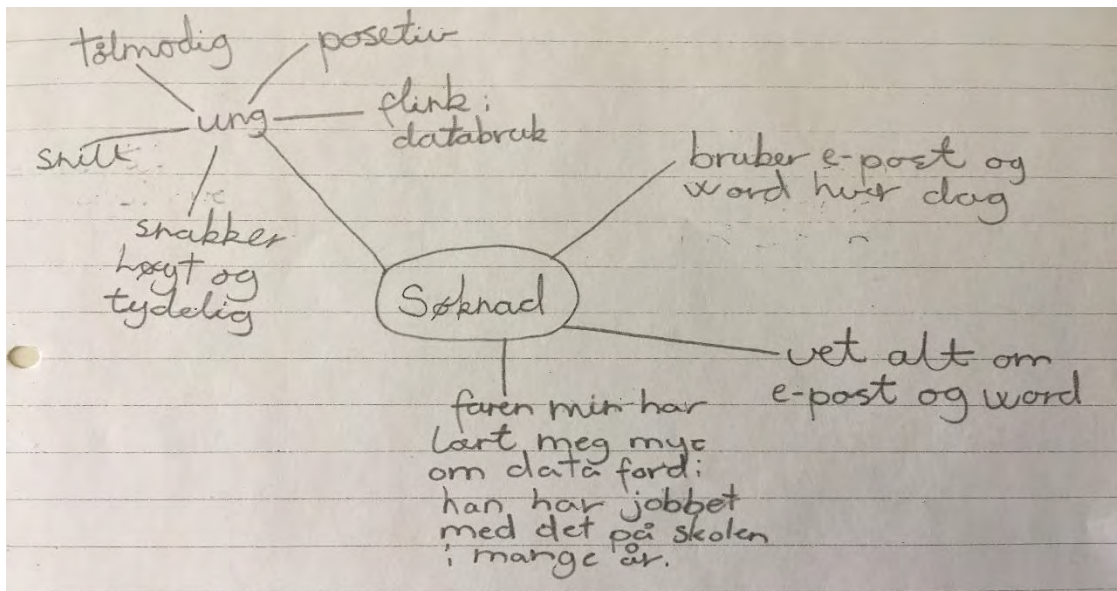 tålmodig
posetiv
ung
flink i
databruk
snill
snakker
høyt og
tydelig
bruker e-post og
word hver dag
Søknad
vet alt om
e-post og word
faren min har
lært meg mye
om data fordi
han har jobbet
med det på skolen
i mange år.